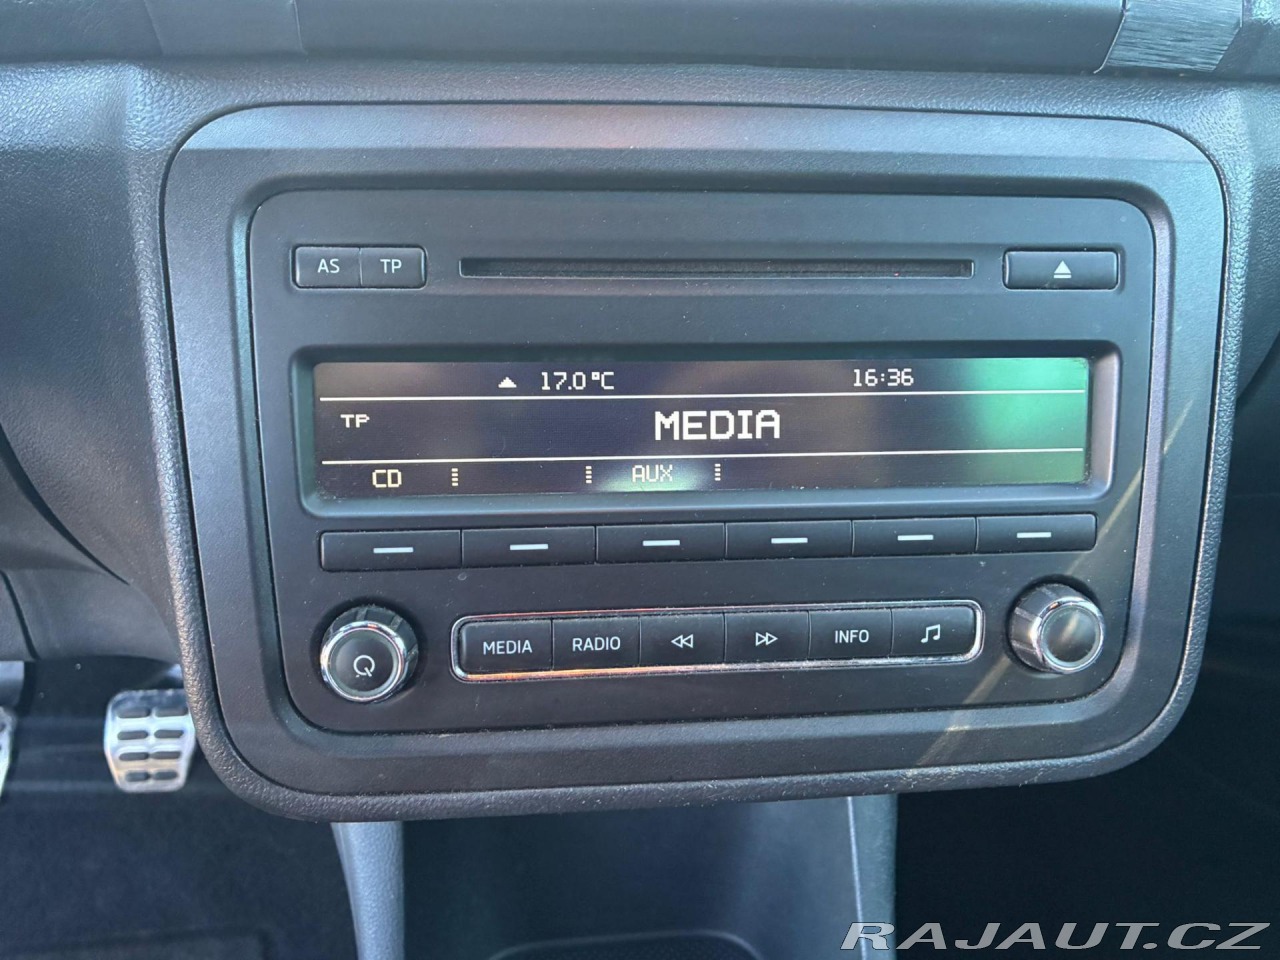 AS TP
17.0°C 16:36
TP MEDIA
CD AUX
MEDIA RADIO INFO
RAJAUT.CZ